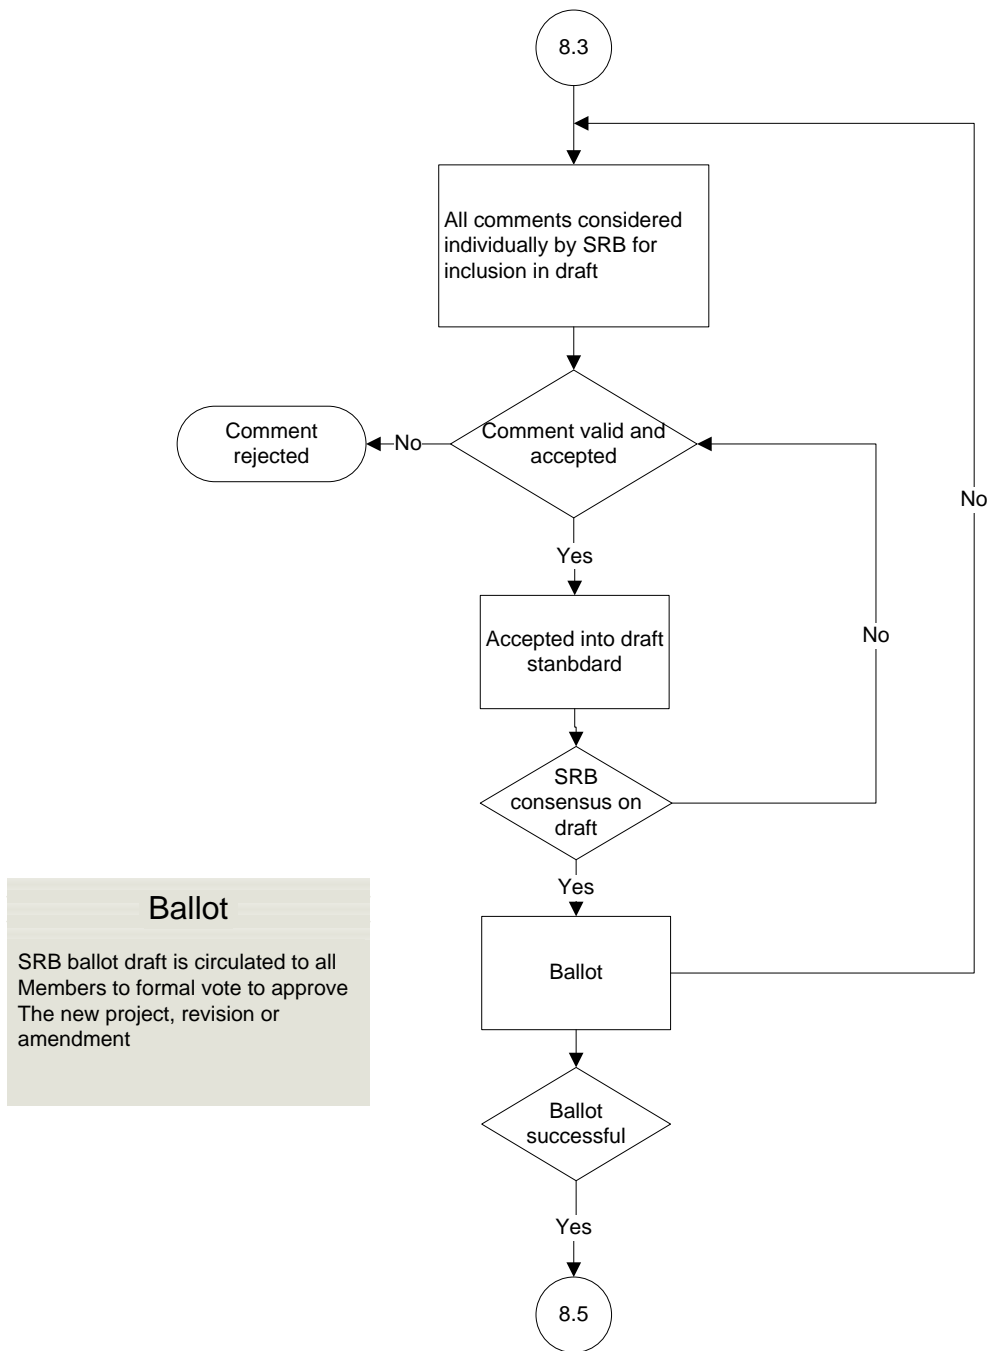 8.3
All comments considered
individually by SRB for
inclusion in draft
Comment
rejected
No
Comment valid and
accepted
No
Yes
Accepted into draft
stanbdard
No
SRB
consensus on
draft
Yes
Ballot
Ballot
SRB ballot draft is circulated to all
Members to formal vote to approve
The new project, revision or
amendment
Ballot
successful
Yes
8.5